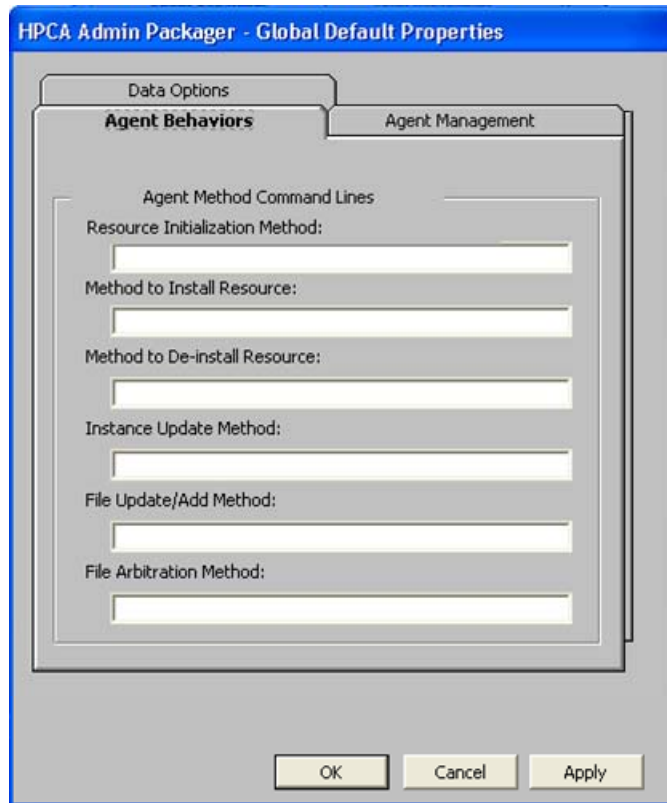 HPCA Admin Packager - Global Default Properties
Data Options
Agent Behaviors
Agent Management
Agent Method Command Lines
Resource Initialization Method:
Method to Install Resource:
Method to De-install Resource:
Instance Update Method:
File Update/Add Method:
File Arbitration Method:
OK
Cancel
Apply